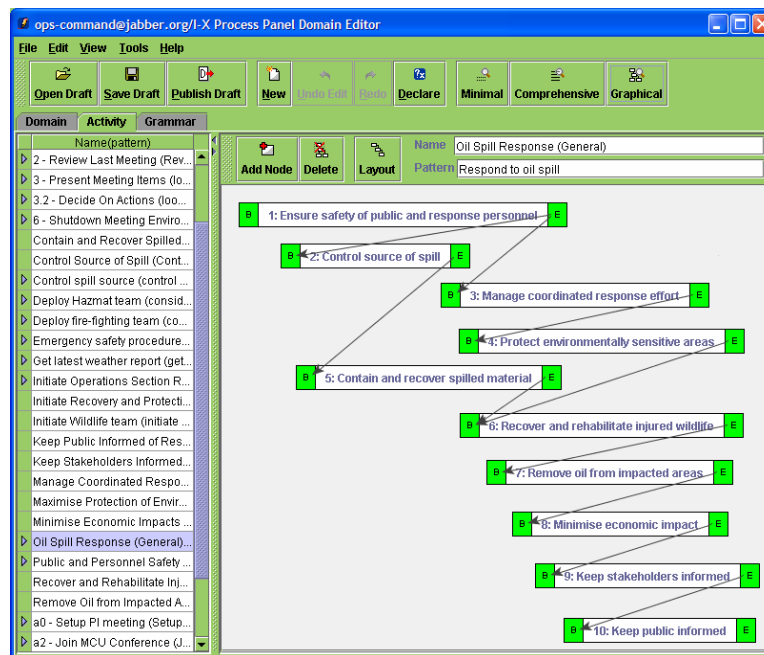 ops-command@jabber.org/I-X Process Panel Domain Editor
File Edit View Tools Help
Open Draft Save Draft Publish Draft New Undo Edit Redo Declare Minimal Comprehensive Graphical
Domain Activity Grammar
Name(pattern)
2 - Review Last Meeting (Rev...
3 - Present Meeting Items (lo...
3.2 - Decide On Actions (loo...
6 - Shutdown Meeting Enviro...
Contain and Recover Spilled...
Control Source of Spill (Cont...
Control spill source (control ...
Deploy Hazmat team (consid...
Deploy fire-fighting team (co...
Emergency safety procedure...
Get latest weather report (get...
Initiate Operations Section R...
Initiate Recovery and Protecti...
Initiate Wildlife team (initiate ...
Keep Public Informed of Res...
Keep Stakeholders Informed...
Manage Coordinated Respo...
Maximise Protection of Envir...
Minimise Economic Impacts ...
Oil Spill Response (General)...
Public and Personnel Safety ...
Recover and Rehabilitate Inj...
Remove Oil from Impacted A...
a0 - Setup PI meeting (Setup...
a2 - Join MCU Conference (J...
Add Node Delete Layout
Name Oil Spill Response (General)
Pattern Respond to oil spill
B 1: Ensure safety of public and response personnel E
B 2: Control source of spill E
B 3: Manage coordinated response effort E
B 4: Protect environmentally sensitive areas E
B 5: Contain and recover spilled material E
B 6: Recover and rehabilitate injured wildlife E
B 7: Remove oil from impacted areas E
B 8: Minimise economic impact E
B 9: Keep stakeholders informed E
B 10: Keep public informed E